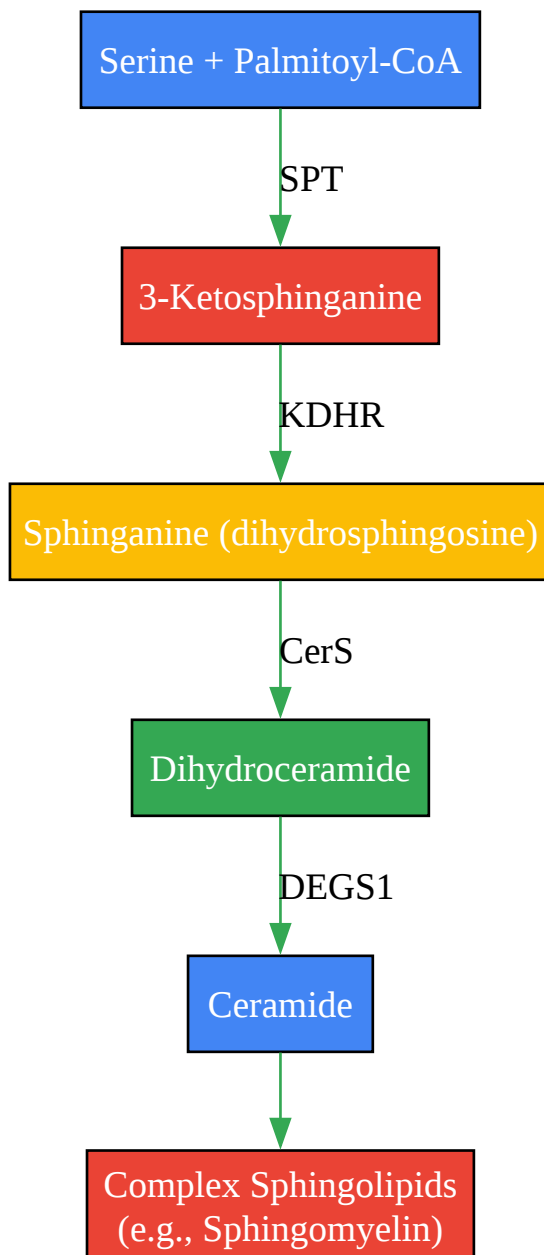 Serine + Palmitoyl-CoA
SPT
3-Ketosphinganine
KDHR
Sphinganine (dihydrosphingosine)
CerS
Dihydroceramide
DEGS1
Ceramide
Complex Sphingolipids
(e.g., Sphingomyelin)